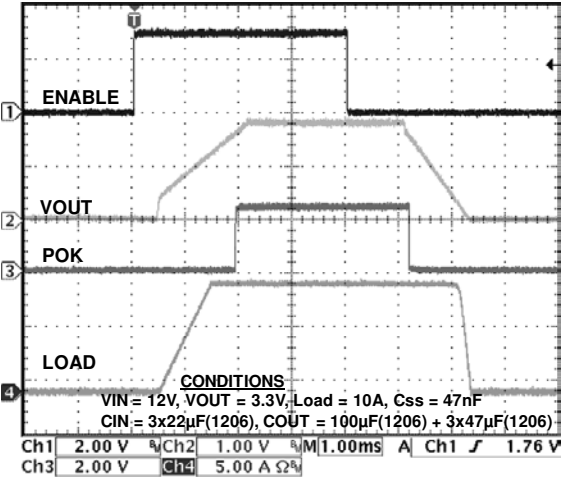 T
ENABLE
1
VOUT
2
POK
3
LOAD
4
CONDITIONS
VIN = 12V, VOUT = 3.3V, Load = 10A, Css = 47nF
CIN = 3x22µF(1206), COUT = 100µF(1206) + 3x47µF(1206)
Ch1 2.00 V Ch2 1.00 V M 1.00ms A Ch1 1.76 V
Ch3 2.00 V Ch4 5.00 A Ω